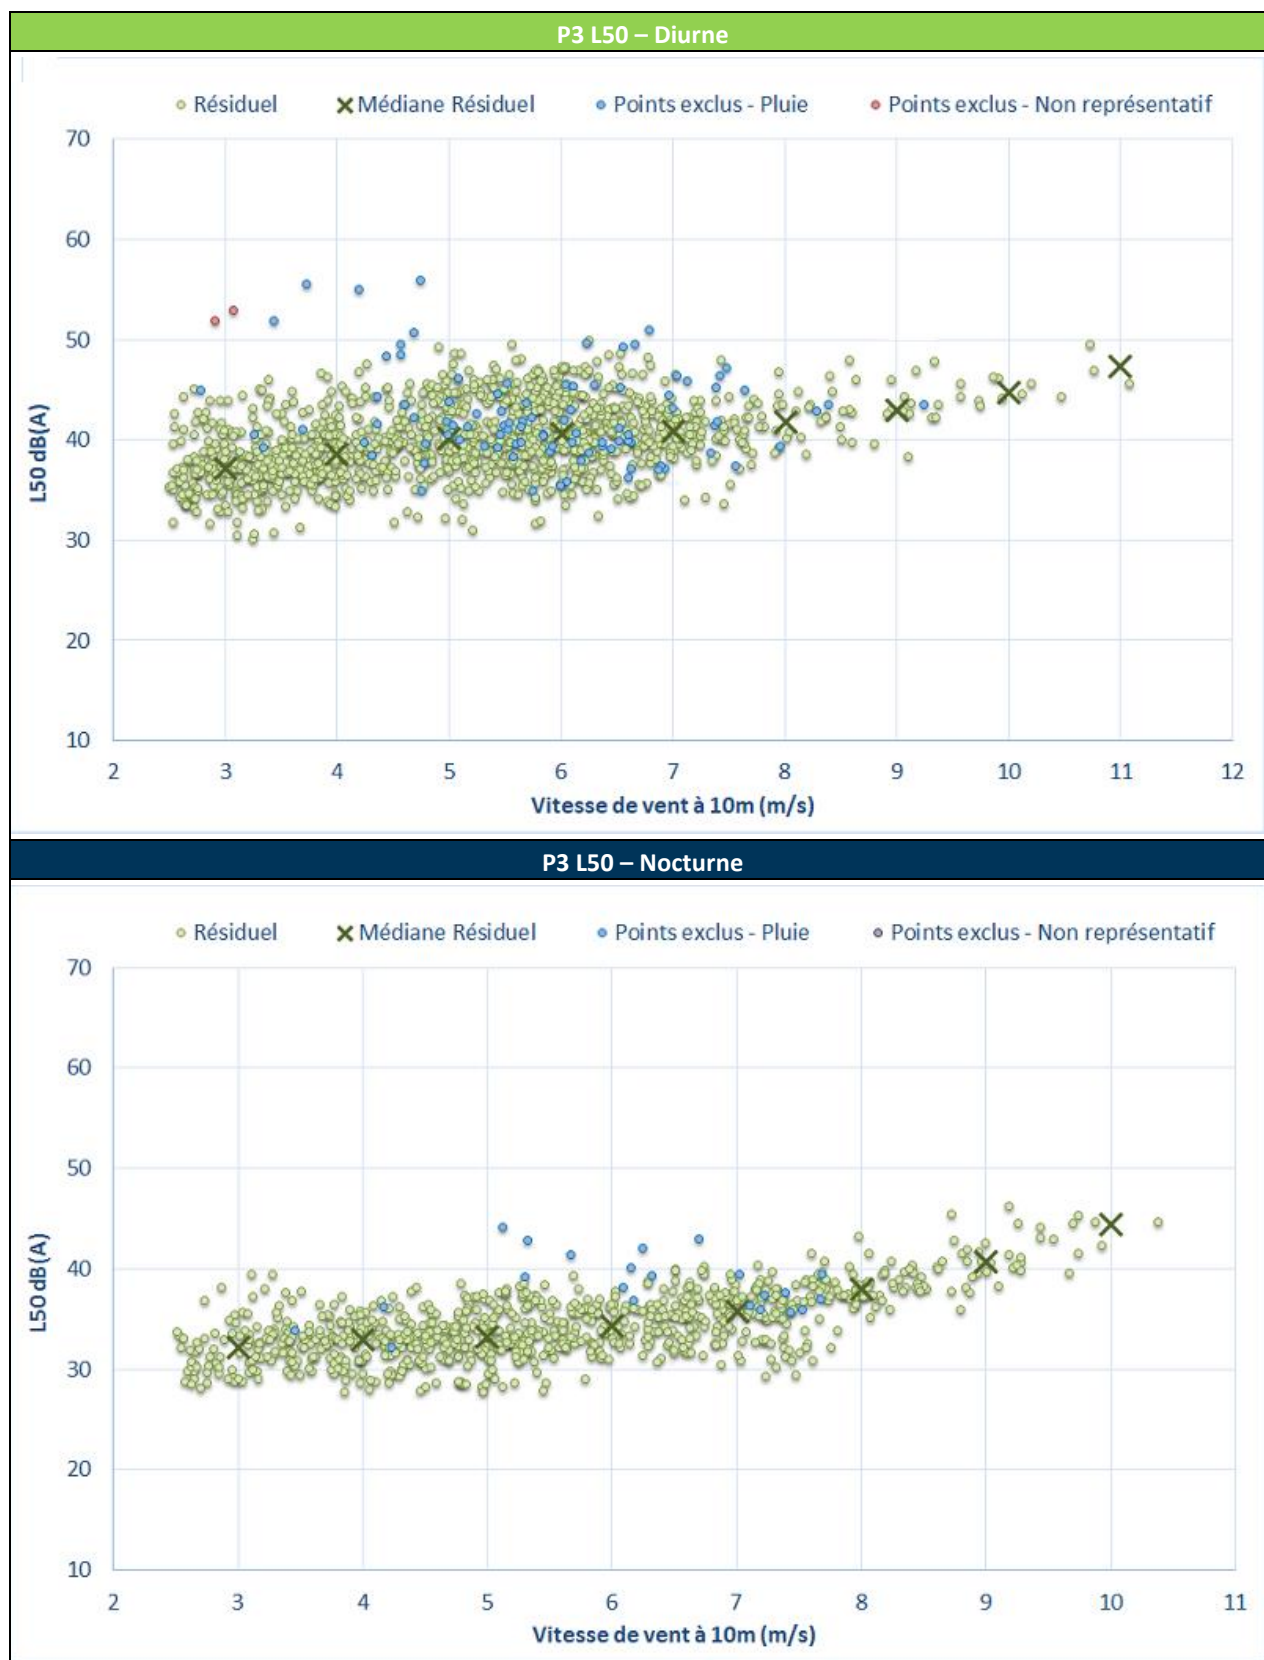 P3 L50 – Diurne
Résiduel Médiane Résiduel Points exclus - Pluie Points exclus - Non représentatif
70
60
50
40
30
20
10
L50 dB(A)
2 3 4 5 6 7 8 9 10 11 12
Vitesse de vent à 10m (m/s)
P3 L50 – Nocturne
Résiduel Médiane Résiduel Points exclus - Pluie Points exclus - Non représentatif
70
60
50
40
30
20
10
L50 dB(A)
2 3 4 5 6 7 8 9 10 11
Vitesse de vent à 10m (m/s)